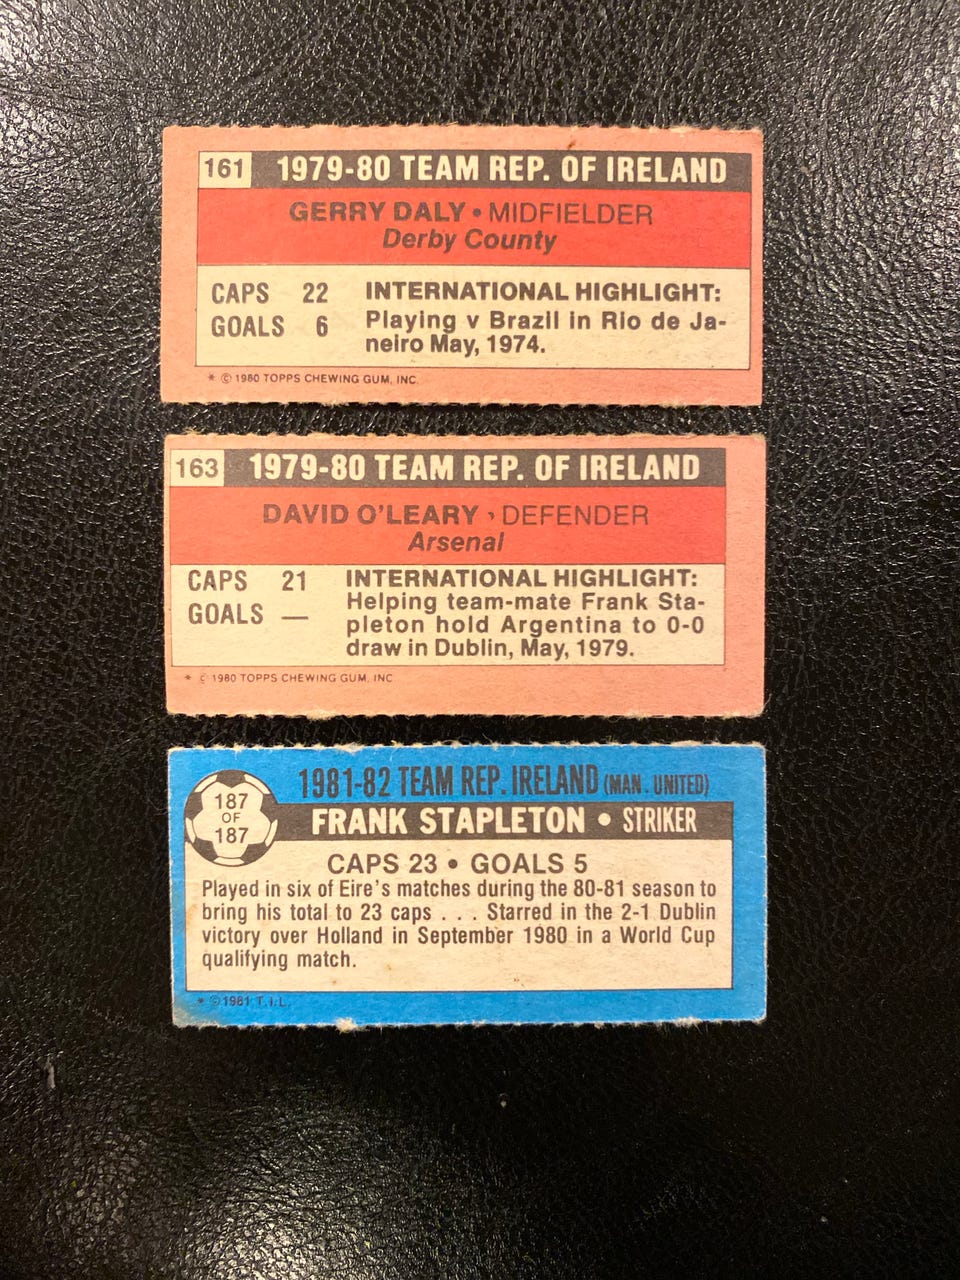 161 1979-80 TEAM REP. OF IRELAND
GERRY DALY • MIDFIELDER
Derby County
CAPS 22
GOALS 6
INTERNATIONAL HIGHLIGHT:
Playing v Brazil in Rio de Ja-
neiro May, 1974.
* © 1980 TOPPS CHEWING GUM, INC.
163 1979-80 TEAM REP. OF IRELAND
DAVID O'LEARY • DEFENDER
Arsenal
CAPS 21
GOALS —
INTERNATIONAL HIGHLIGHT:
Helping team-mate Frank Sta-
pleton hold Argentina to 0-0
draw in Dublin, May, 1979.
* © 1980 TOPPS CHEWING GUM, INC
187
OF
187
1981-82 TEAM REP. IRELAND (MAN. UNITED)
FRANK STAPLETON • STRIKER
CAPS 23 • GOALS 5
Played in six of Eire's matches during the 80-81 season to
bring his total to 23 caps . . . Starred in the 2-1 Dublin
victory over Holland in September 1980 in a World Cup
qualifying match.
* © 1981 T.I.L.